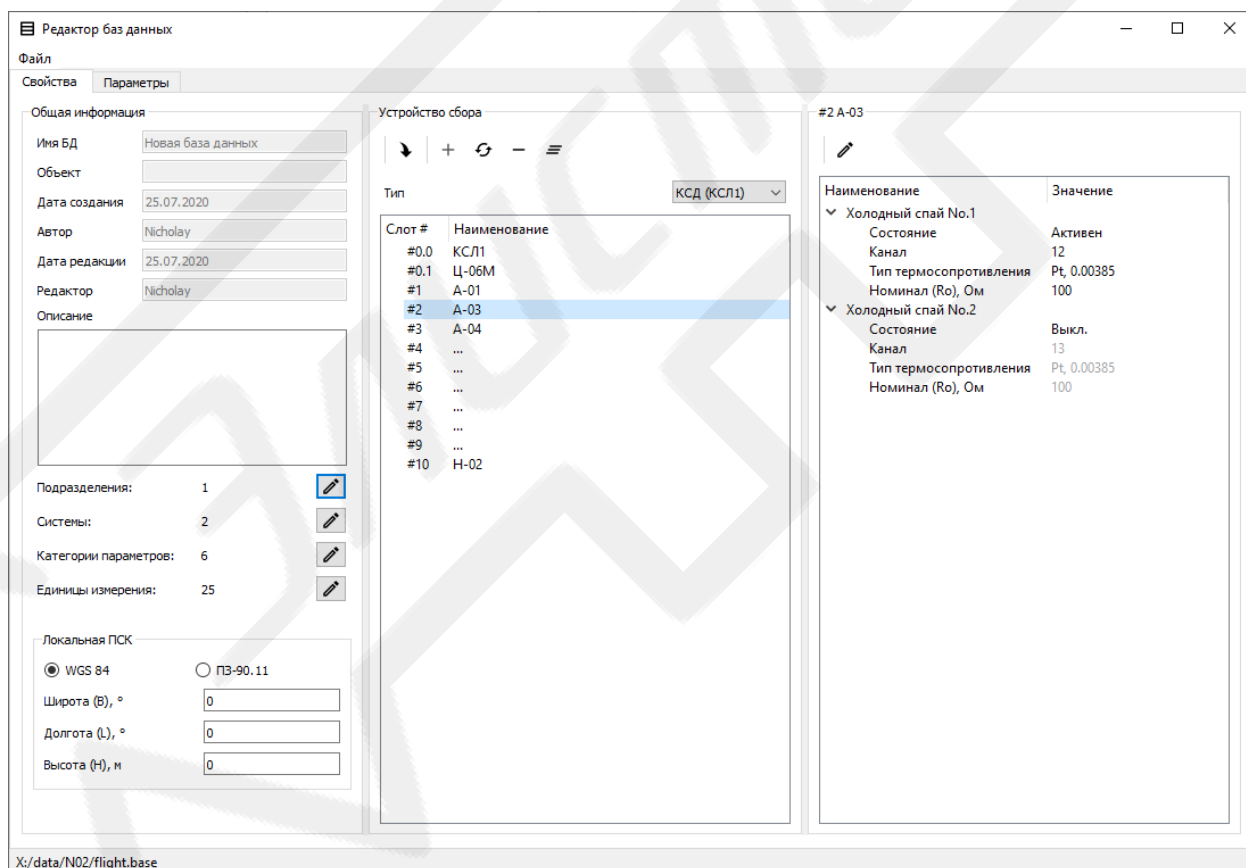 Редактор баз данных
Файл
Свойства Параметры
Общая информация
Имя БД Новая база данных
Объект
Дата создания 25.07.2020
Автор Nicholay
Дата редакции 25.07.2020
Редактор Nicholay
Описание
Подразделения: 1
Системы: 2
Категории параметров: 6
Единицы измерения: 25
Локальная ПСК
WGS 84 ПЗ-90.11
Широта (B), ° 0
Долгота (L), ° 0
Высота (H), м 0
Устройство сбора
Тип КСД (КСЛ1)
Слот # Наименование
#0.0 КСЛ1
#0.1 Ц-06М
#1 А-01
#2 А-03
#3 А-04
#4 ...
#5 ...
#6 ...
#7 ...
#8 ...
#9 ...
#10 Н-02
#2 А-03
Наименование Значение
Холодный спай No.1
Состояние Активен
Канал 12
Тип термосопротивления Pt, 0.00385
Номинал (Ro), Ом 100
Холодный спай No.2
Состояние Выкл.
Канал 13
Тип термосопротивления Pt, 0.00385
Номинал (Ro), Ом 100
X:/data/N02/flight.base